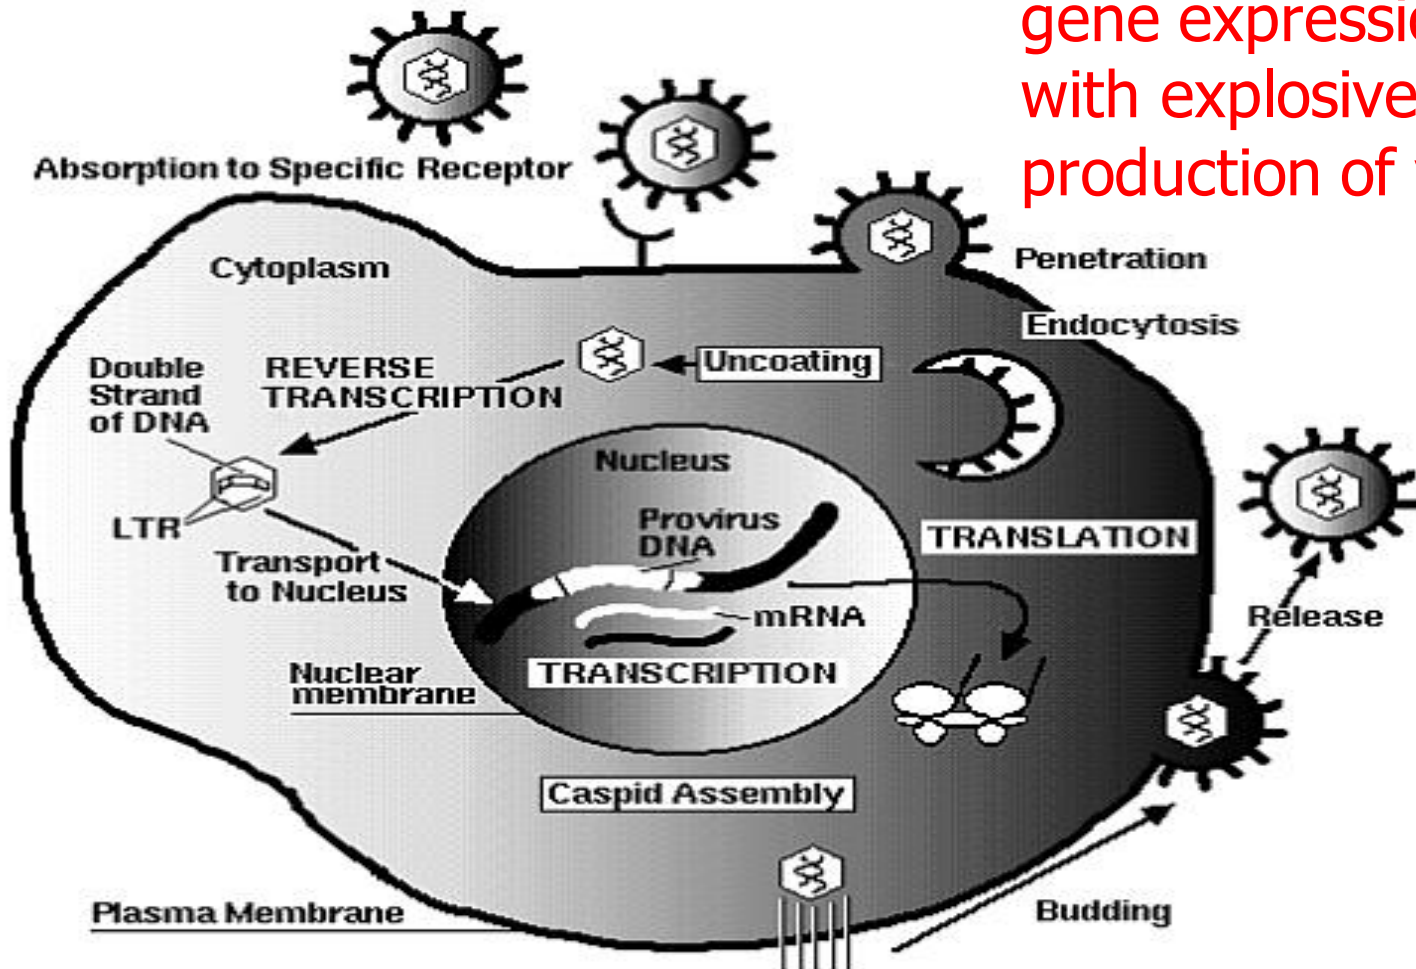 gene expressio
with explosive
production of
Absorption to Specific Receptor
Cytoplasm
Penetration
Endocytosis
Double
Strand
of DNA
REVERSE
TRANSCRIPTION
Uncoating
Nucleus
LTR
Provirus
DNA
TRANSLATION
Transport
to Nucleus
mRNA
Release
Nuclear
membrane
TRANSCRIPTION
Caspid Assembly
Plasma Membrane
Budding